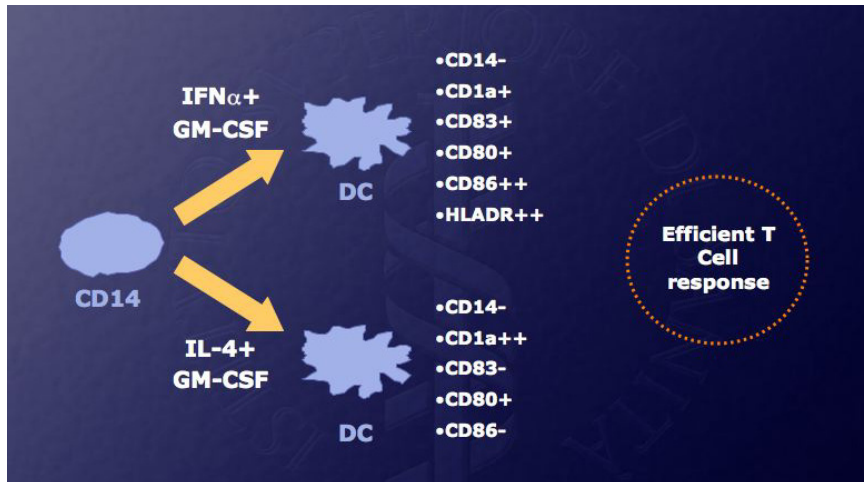 IFNα+
GM-CSF
DC
•CD14-
•CD1a+
•CD83+
•CD80+
•CD86++
•HLADR++
CD14
Efficient T
Cell
response
IL-4+
GM-CSF
DC
•CD14-
•CD1a++
•CD83-
•CD80+
•CD86-